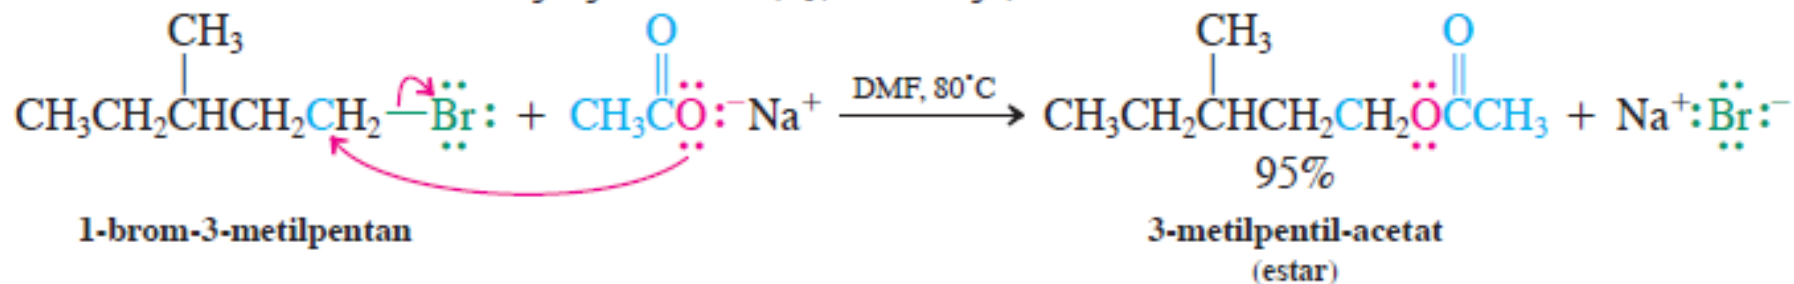 CH₃ O CH₃ O
CH₃CH₂CHCH₂CH₂—Br: + CH₃CO:⁻Na⁺ DMF, 80°C CH₃CH₂CHCH₂CH₂OCCH₃ + Na⁺:Br:⁻
95%
1-brom-3-metilpentan 3-metilpentil-acetat
(estar)